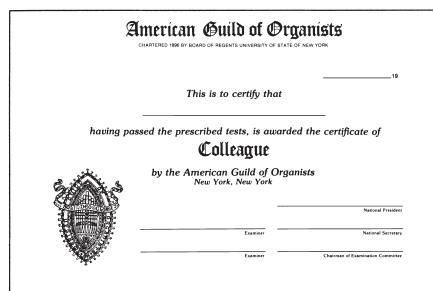 American Guild of Organists
CHARTERED 1896 BY BOARD OF REGENTS UNIVERSITY OF STATE OF NEW YORK
19
This is to certify that
having passed the prescribed tests, is awarded the certificate of
Colleague
by the American Guild of Organists
New York, New York
National President
Examiner
National Secretary
Examiner
Chairman of Examination Committee